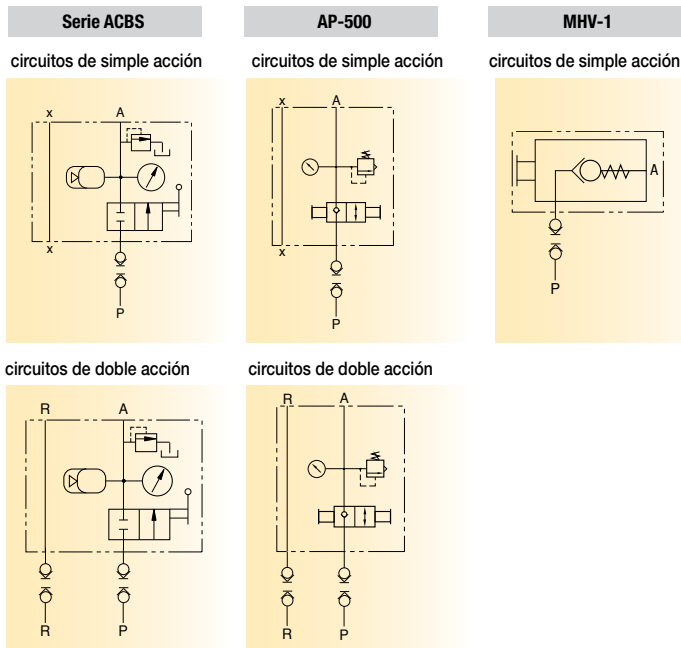 Serie ACBS
AP-500
MHV-1
circuitos de simple acción
circuitos de simple acción
circuitos de simple acción
x
A
x
P
x
A
x
P
A
P
circuitos de doble acción
circuitos de doble acción
R
A
R
P
R
A
R
P